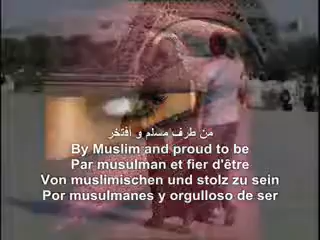 من طرف مسلم و أفتخر
By Muslim and proud to be
Par musulman et fier d'être
Von muslimischen und stolz zu sein
Por musulmanes y orgulloso de ser